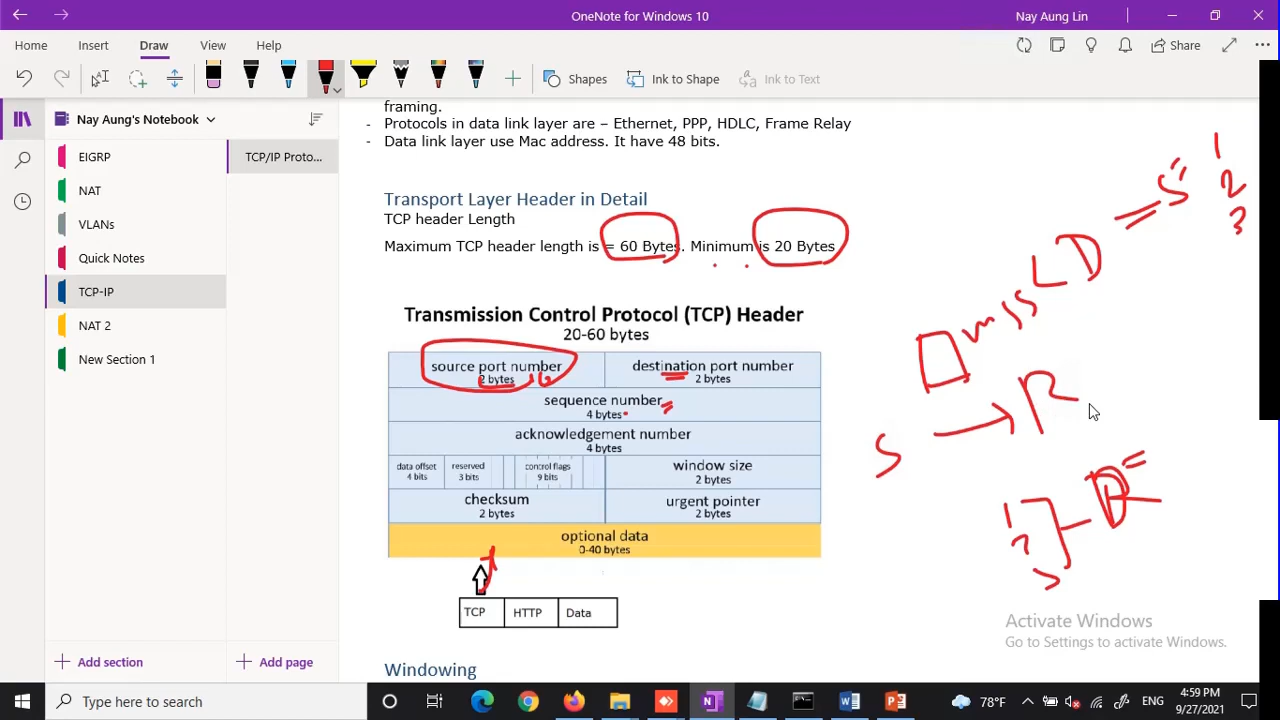 OneNote for Windows 10
Nay Aung Lin
Home Insert Draw View Help
Share
Shapes
Ink to Shape
Ink to Text
Nay Aung's Notebook
EIGRP
NAT
VLANs
Quick Notes
TCP-IP
NAT 2
New Section 1
Add section
TCP/IP Proto...
Add page
framing.
- Protocols in data link layer are – Ethernet, PPP, HDLC, Frame Relay
- Data link layer use Mac address. It have 48 bits.
Transport Layer Header in Detail
TCP header Length
Maximum TCP header length is = 60 Bytes. Minimum is 20 Bytes
Transmission Control Protocol (TCP) Header
20-60 bytes
source port number
2 bytes
destination port number
2 bytes
sequence number
4 bytes
acknowledgement number
4 bytes
data offset
4 bits
reserved
3 bits
control flags
9 bits
window size
2 bytes
checksum
2 bytes
urgent pointer
2 bytes
optional data
0-40 bytes
TCP HTTP Data
Windowing
1
S
2
3
D
L
miss
R
S
1
2
Activate Windows
Go to Settings to activate Windows.
Type here to search
78°F
ENG
4:59 PM
9/27/2021